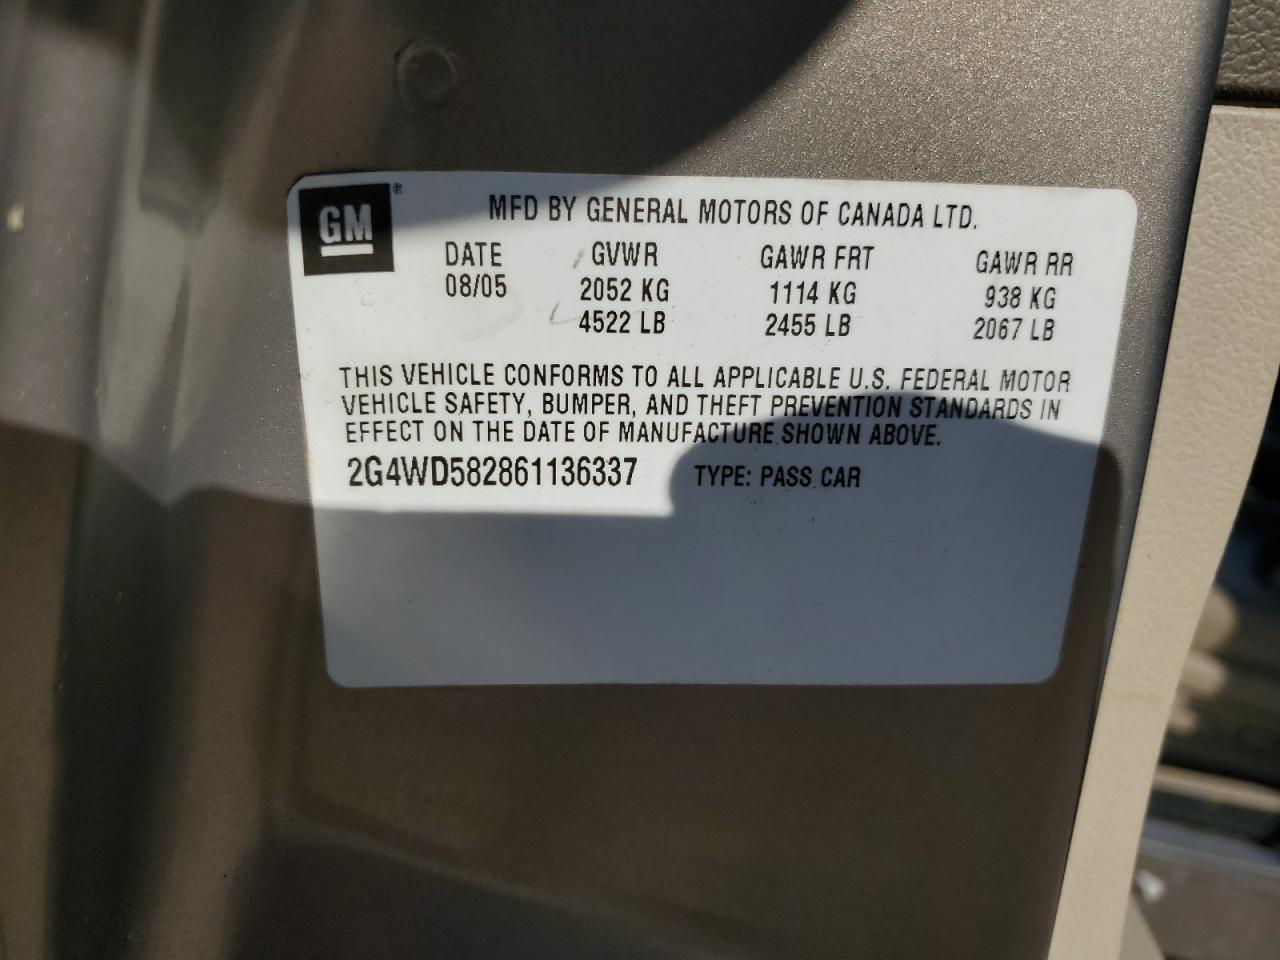 GM®
MFD BY GENERAL MOTORS OF CANADA LTD.
DATE GVWR GAWR FRT GAWR RR
08/05 2052 KG 1114 KG 938 KG
4522 LB 2455 LB 2067 LB
THIS VEHICLE CONFORMS TO ALL APPLICABLE U.S. FEDERAL MOTOR
VEHICLE SAFETY, BUMPER, AND THEFT PREVENTION STANDARDS IN
EFFECT ON THE DATE OF MANUFACTURE SHOWN ABOVE.
2G4WD582861136337 TYPE: PASS CAR